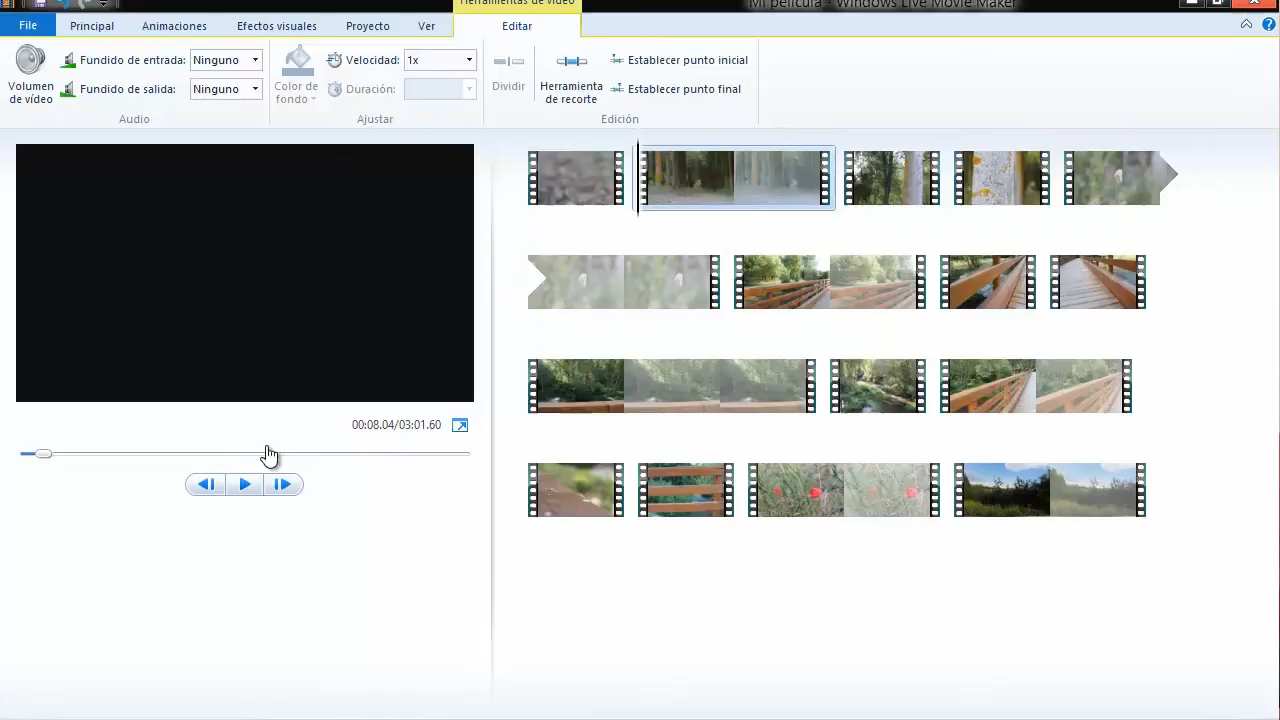 Herramientas de vídeo
Mi película - Windows Live Movie Maker
File Principal Animaciones Efectos visuales Proyecto Ver Editar
Volumen de vídeo
Fundido de entrada: Ninguno
Fundido de salida: Ninguno
Audio
Color de fondo
Velocidad: 1x
Duración:
Ajustar
Dividir
Herramienta de recorte
Establecer punto inicial
Establecer punto final
Edición
00:08.04/03:01.60